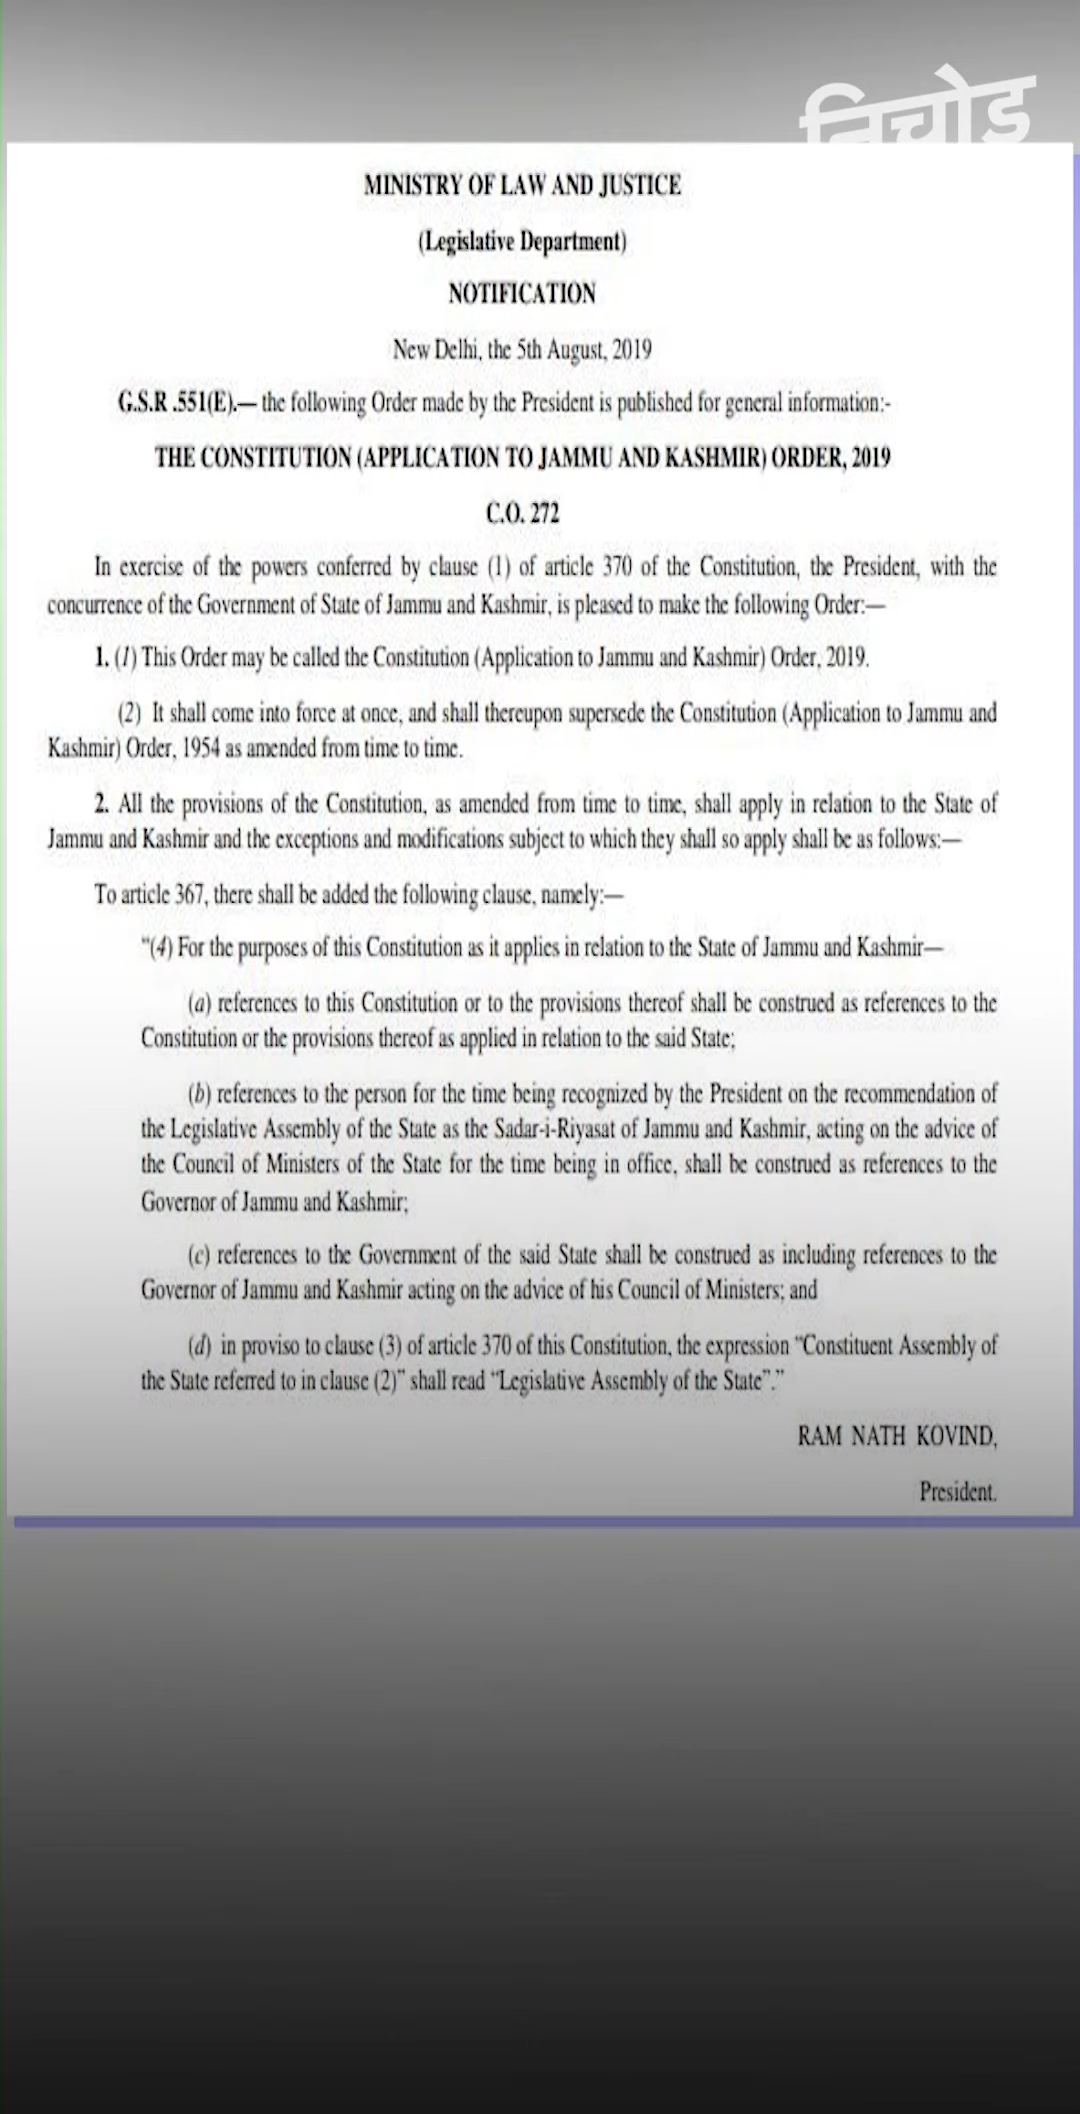 निचोड़
MINISTRY OF LAW AND JUSTICE
(Legislative Department)
NOTIFICATION
New Delhi, the 5th August, 2019
G.S.R .551(E).— the following Order made by the President is published for general information:-
THE CONSTITUTION (APPLICATION TO JAMMU AND KASHMIR) ORDER, 2019
C.O. 272
In exercise of the powers conferred by clause (1) of article 370 of the Constitution, the President, with the
concurrence of the Government of State of Jammu and Kashmir, is pleased to make the following Order:—
1. (1) This Order may be called the Constitution (Application to Jammu and Kashmir) Order, 2019.
(2) It shall come into force at once, and shall thereupon supersede the Constitution (Application to Jammu and
Kashmir) Order, 1954 as amended from time to time.
2. All the provisions of the Constitution, as amended from time to time, shall apply in relation to the State of
Jammu and Kashmir and the exceptions and modifications subject to which they shall so apply shall be as follows:—
To article 367, there shall be added the following clause, namely:—
“(4) For the purposes of this Constitution as it applies in relation to the State of Jammu and Kashmir—
(a) references to this Constitution or to the provisions thereof shall be construed as references to the
Constitution or the provisions thereof as applied in relation to the said State;
(b) references to the person for the time being recognized by the President on the recommendation of
the Legislative Assembly of the State as the Sadar-i-Riyasat of Jammu and Kashmir, acting on the advice of
the Council of Ministers of the State for the time being in office, shall be construed as references to the
Governor of Jammu and Kashmir;
(c) references to the Government of the said State shall be construed as including references to the
Governor of Jammu and Kashmir acting on the advice of his Council of Ministers; and
(d) in proviso to clause (3) of article 370 of this Constitution, the expression “Constituent Assembly of
the State referred to in clause (2)” shall read “Legislative Assembly of the State”.”
RAM NATH KOVIND,
President.